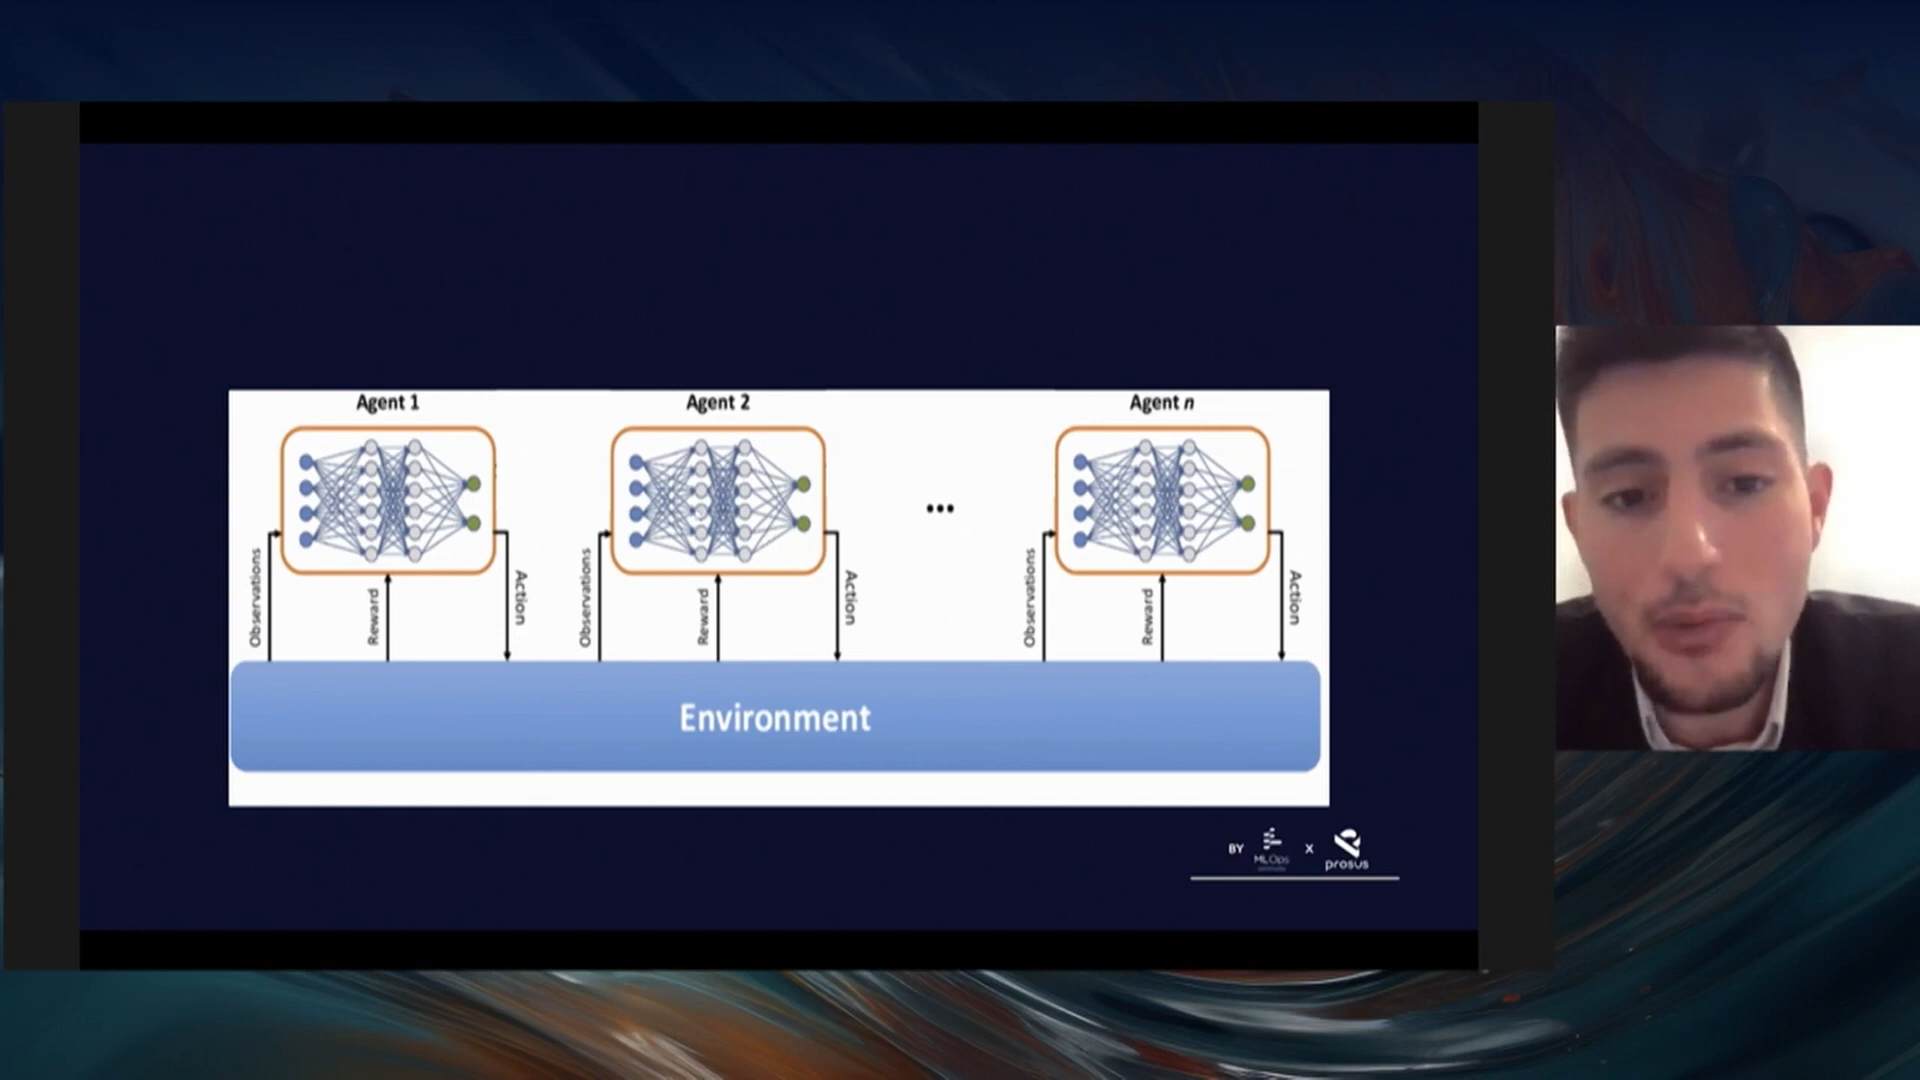 Agent 1
Agent 2
Agent n
...
Observations
Reward
Action
Observations
Reward
Action
Observations
Reward
Action
Environment
BY MLOps X prosus